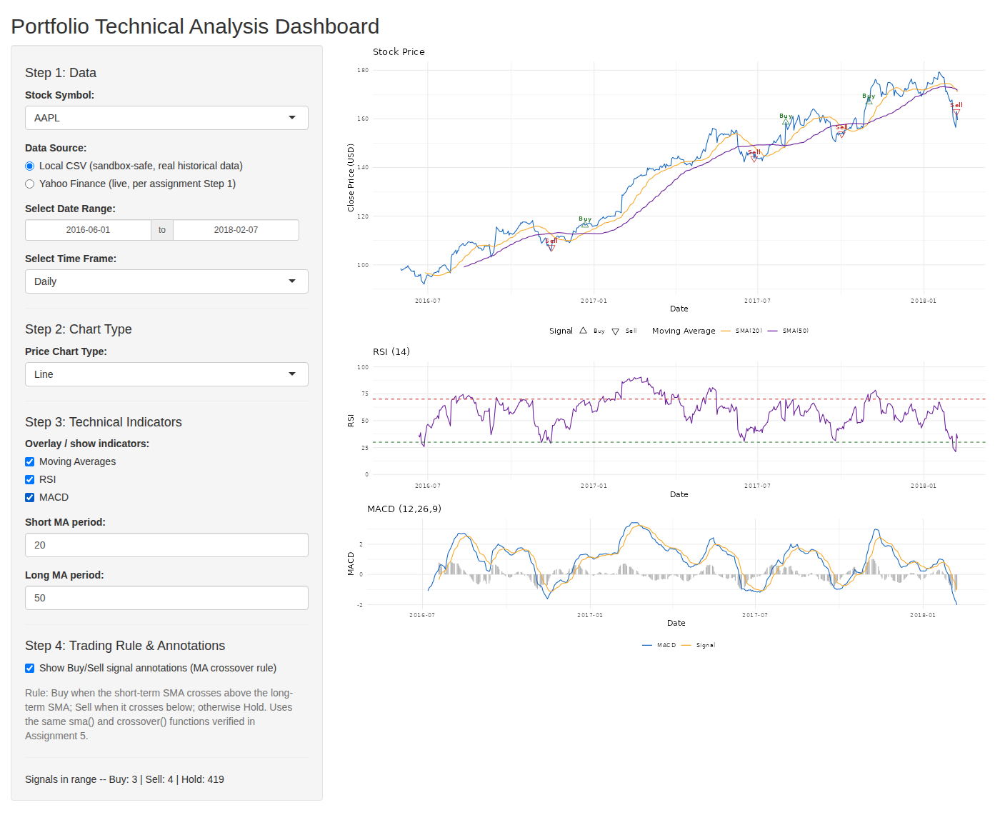 Portfolio Technical Analysis Dashboard
Step 1: Data
Stock Symbol:
AAPL
Data Source:
Local CSV (sandbox-safe, real historical data)
Yahoo Finance (live, per assignment Step 1)
Select Date Range:
2016-06-01 to 2018-02-07
Select Time Frame:
Daily
Step 2: Chart Type
Price Chart Type:
Line
Step 3: Technical Indicators
Overlay / show indicators:
Moving Averages
RSI
MACD
Short MA period:
20
Long MA period:
50
Step 4: Trading Rule & Annotations
Show Buy/Sell signal annotations (MA crossover rule)
Rule: Buy when the short-term SMA crosses above the long-
term SMA; Sell when it crosses below; otherwise Hold. Uses
the same sma() and crossover() functions verified in
Assignment 5.
Signals in range -- Buy: 3 | Sell: 4 | Hold: 419
Stock Price
Close Price (USD)
180
160
140
120
100
Sell
Buy
Sell
Buy
Sell
Buy
Sell
2016-07 2017-01 2017-07 2018-01
Date
Signal Buy Sell Moving Average SMA(20) SMA(50)
RSI (14)
RSI
100
75
50
25
0
2016-07 2017-01 2017-07 2018-01
Date
MACD (12,26,9)
MACD
2
0
-2
2016-07 2017-01 2017-07 2018-01
Date
MACD Signal